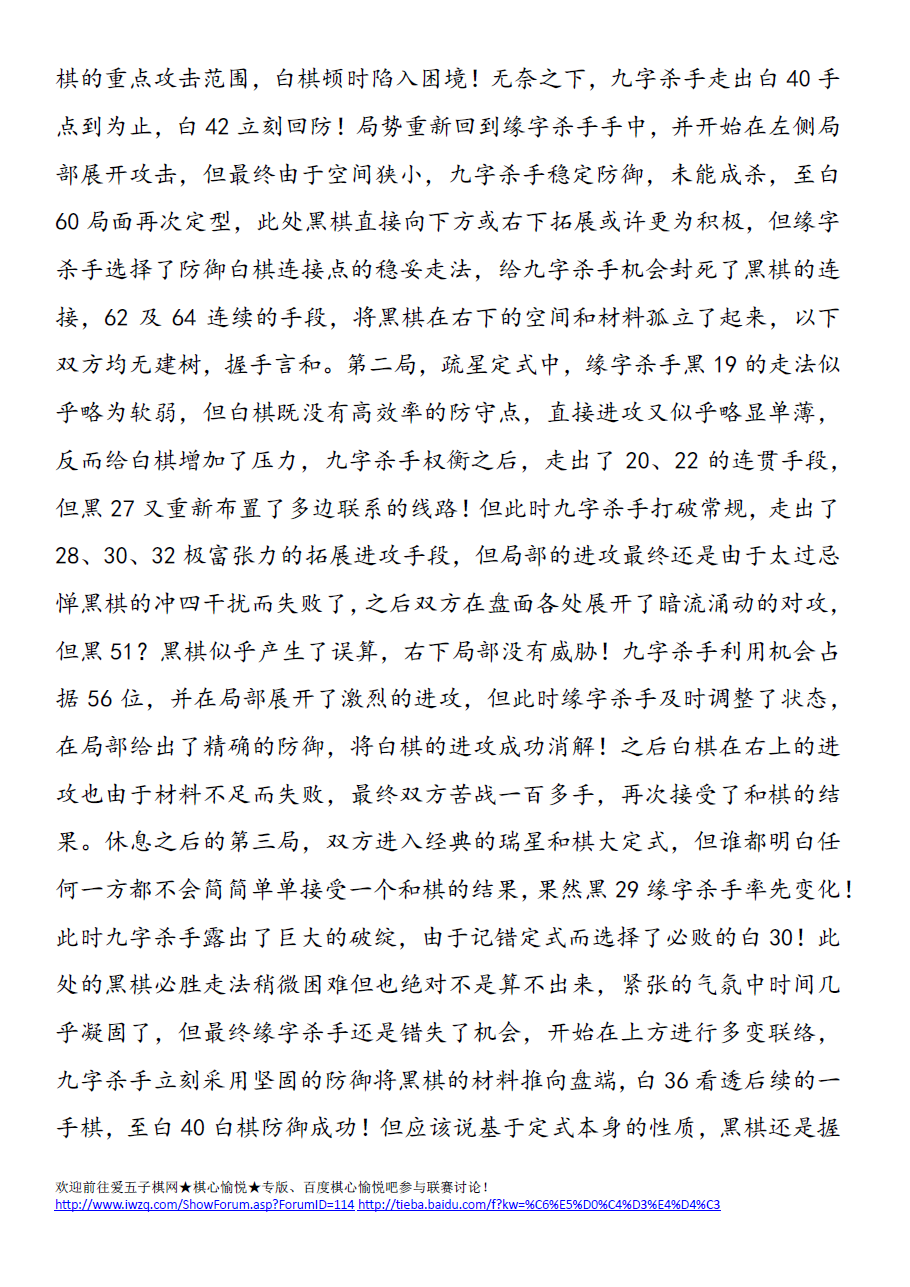 棋的重点攻击范围，白棋顿时陷入困境！无奈之下，九字杀手走出白 40 手
点到为止，白 42 立刻回防！局势重新回到缘字杀手手中，并开始在左侧局
部展开攻击，但最终由于空间狭小，九字杀手稳定防御，未能成杀，至白
60 局面再次定型，此处黑棋直接向下方或右下拓展或许更为积极，但缘字
杀手选择了防御白棋连接点的稳妥走法，给九字杀手机会封死了黑棋的连
接，62 及 64 连续的手段，将黑棋在右下的空间和材料孤立了起来，以下
双方均无建树，握手言和。第二局，疏星定式中，缘字杀手黑 19 的走法似
乎略为软弱，但白棋既没有高效率的防守点，直接进攻又似乎略显单薄，
反而给白棋增加了压力，九字杀手权衡之后，走出了 20、22 的连贯手段，
但黑 27 又重新布置了多边联系的线路！但此时九字杀手打破常规，走出了
28、30、32 极富张力的拓展进攻手段，但局部的进攻最终还是由于太过忌
惮黑棋的冲四干扰而失败了，之后双方在盘面各处展开了暗流涌动的对攻，
但黑 51？黑棋似乎产生了误算，右下局部没有威胁！九字杀手利用机会占
据 56 位，并在局部展开了激烈的进攻，但此时缘字杀手及时调整了状态，
在局部给出了精确的防御，将白棋的进攻成功消解！之后白棋在右上的进
攻也由于材料不足而失败，最终双方苦战一百多手，再次接受了和棋的结
果。休息之后的第三局，双方进入经典的瑞星和棋大定式，但谁都明白任
何一方都不会简简单单接受一个和棋的结果，果然黑 29 缘字杀手率先变化！
此时九字杀手露出了巨大的破绽，由于记错定式而选择了必败的白 30！此
处的黑棋必胜走法稍微困难但也绝对不是算不出来，紧张的气氛中时间几
乎凝固了，但最终缘字杀手还是错失了机会，开始在上方进行多变联络，
九字杀手立刻采用坚固的防御将黑棋的材料推向盘端，白 36 看透后续的一
手棋，至白 40 白棋防御成功！但应该说基于定式本身的性质，黑棋还是握
欢迎前往爱五子棋网★棋心愉悦★专版、百度棋心愉悦吧参与联赛讨论！
http://www.iwzq.com/ShowForum.asp?ForumID=114 http://tieba.baidu.com/f?kw=%C6%E5%D0%C4%D3%E4%D4%C3